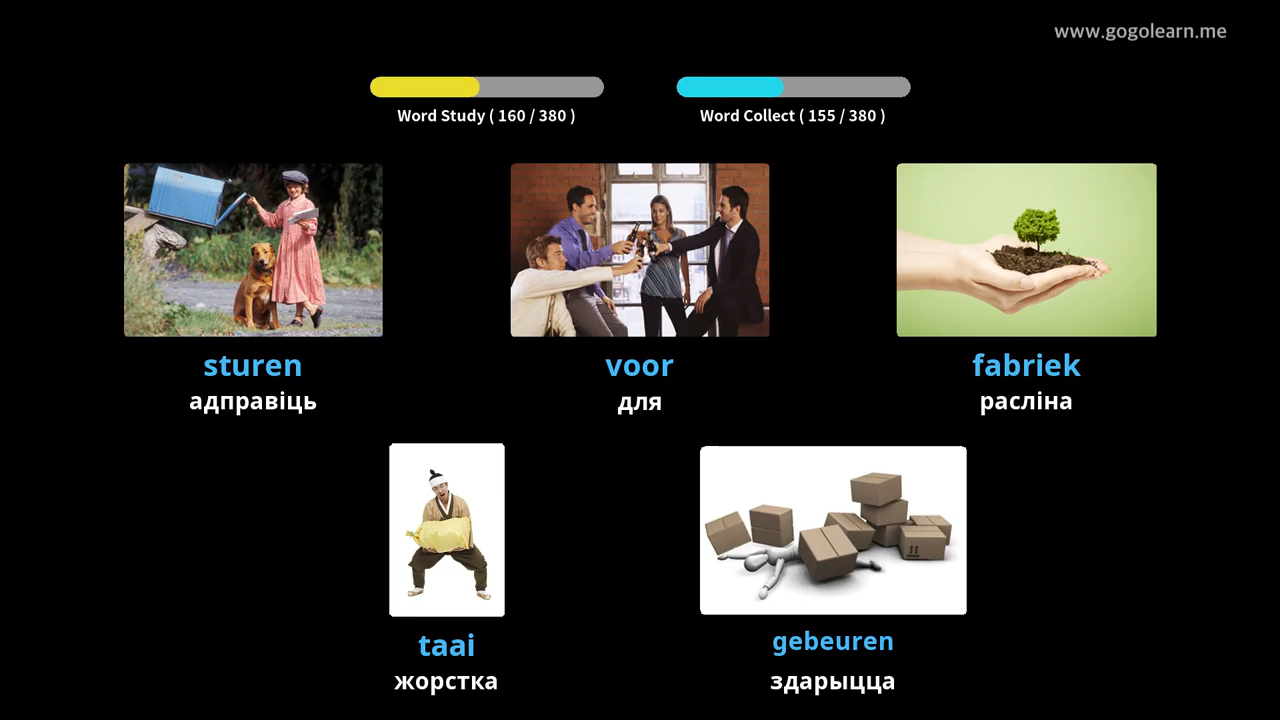 www.gogolearn.me
Word Study ( 160 / 380 )
Word Collect ( 155 / 380 )
sturen
адправіць
voor
для
fabriek
расліна
taai
жорстка
gebeuren
здарыцца